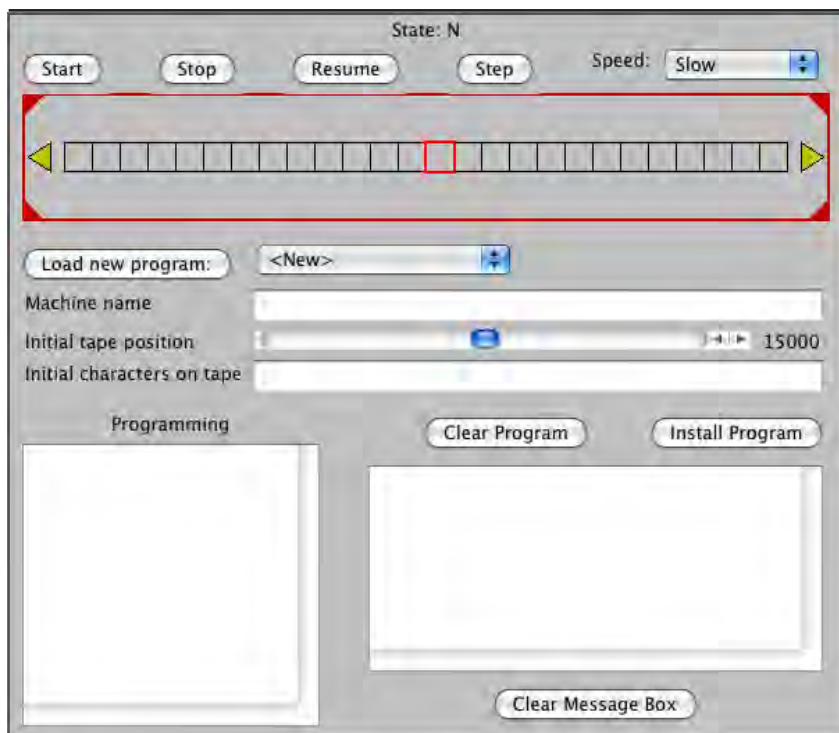 State: N
Start Stop Resume Step Speed: Slow
Load new program: <New>
Machine name
Initial tape position 15000
Initial characters on tape
Programming Clear Program Install Program
Clear Message Box